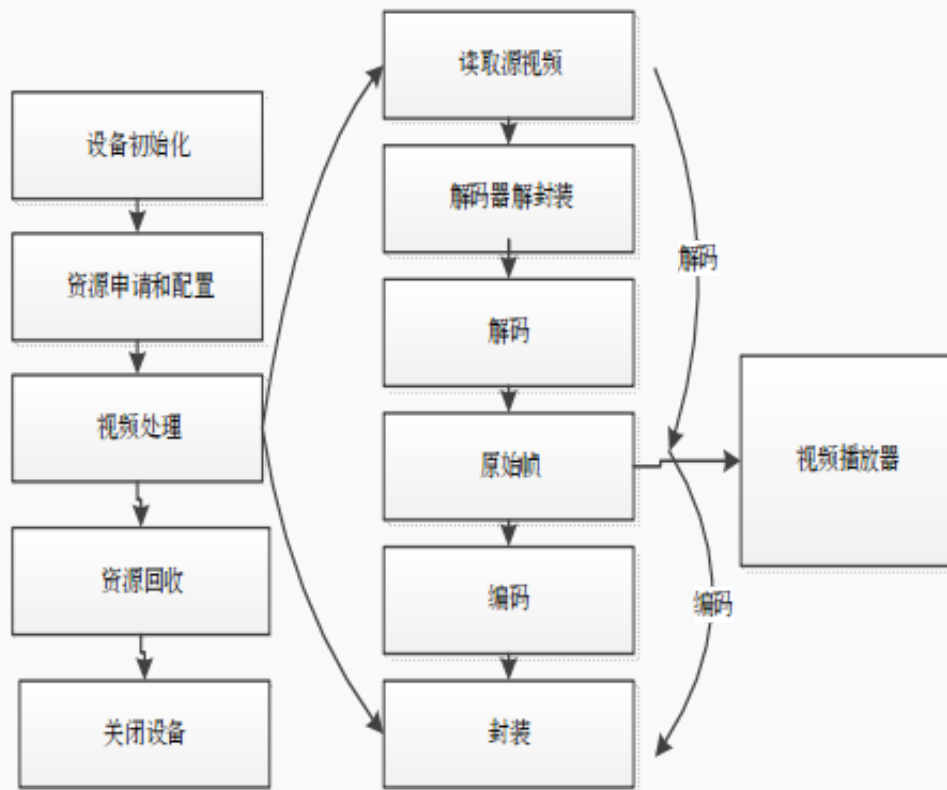 设备初始化
资源申请和配置
视频处理
资源回收
关闭设备
读取源视频
解码器解封装
解码
原始帧
编码
封装
解码
编码
视频播放器